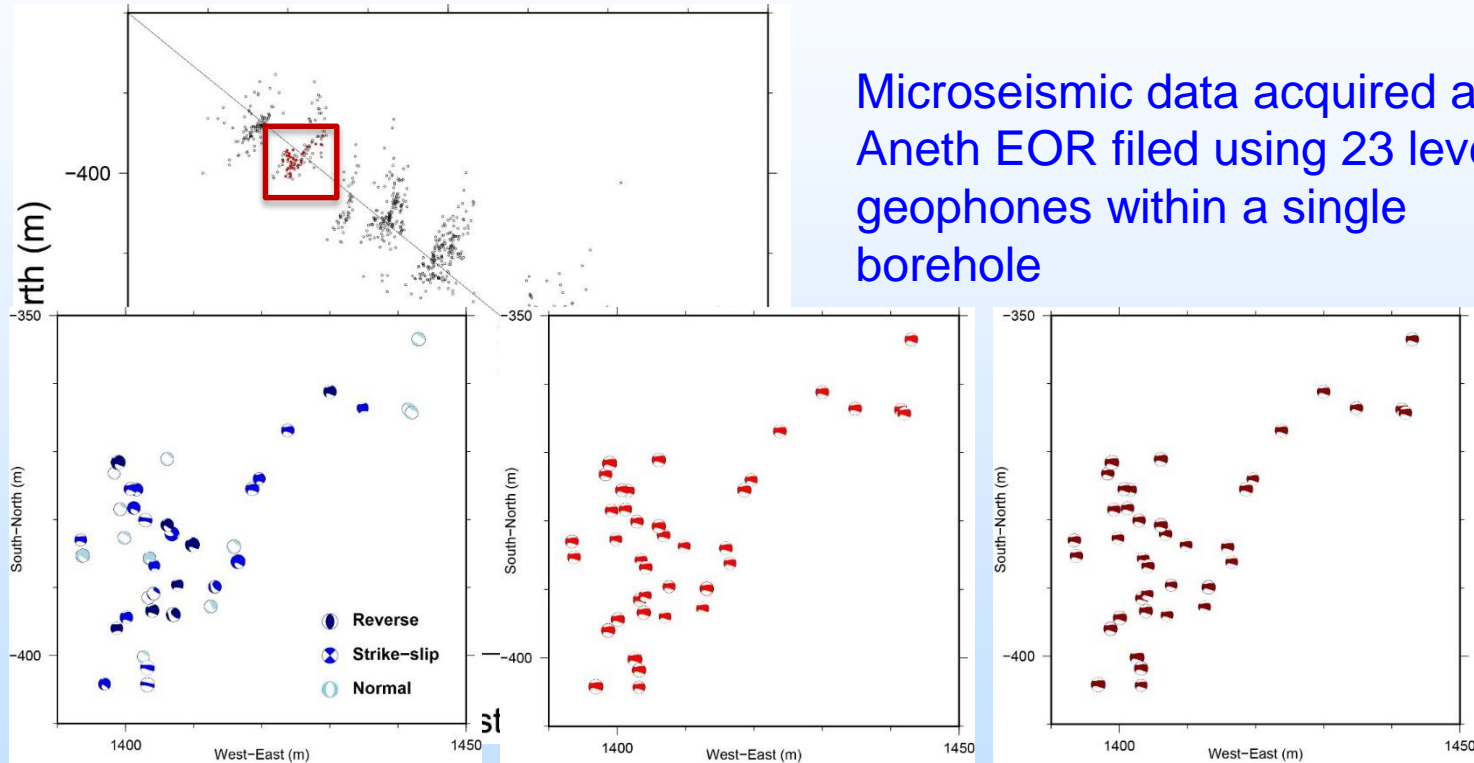 Microseismic data acquired a
Aneth EOR filed using 23 leve
geophones within a single
borehole
−400
rth (m)
−350
−400
South−North (m)
Reverse
Strike−slip
Normal
1400
1450
West−East (m)
st
−350
−400
South−North (m)
1400
1450
West−East (m)
−350
−400
South−North (m)
1400
1450
West−East (m)